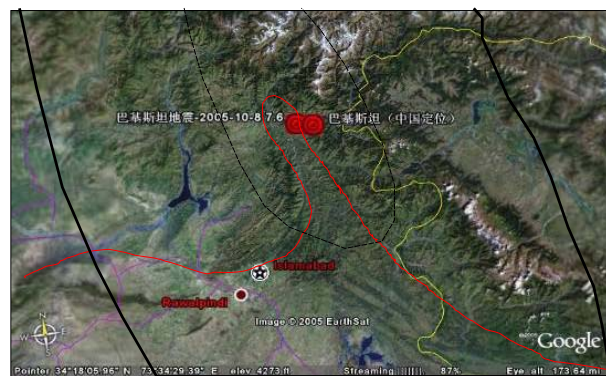 巴基斯坦地震-2005-10-8 7.6
巴基斯坦（中国定位）
Islamabad
Rawalpindi
Image © 2005 EarthSat
N
W E
S
©2005 Google
Pointer 34°18'05.96" N 73°34'29.39" E elev 4273 ft Streaming |||||||||| 87% Eye alt 173.64 mi